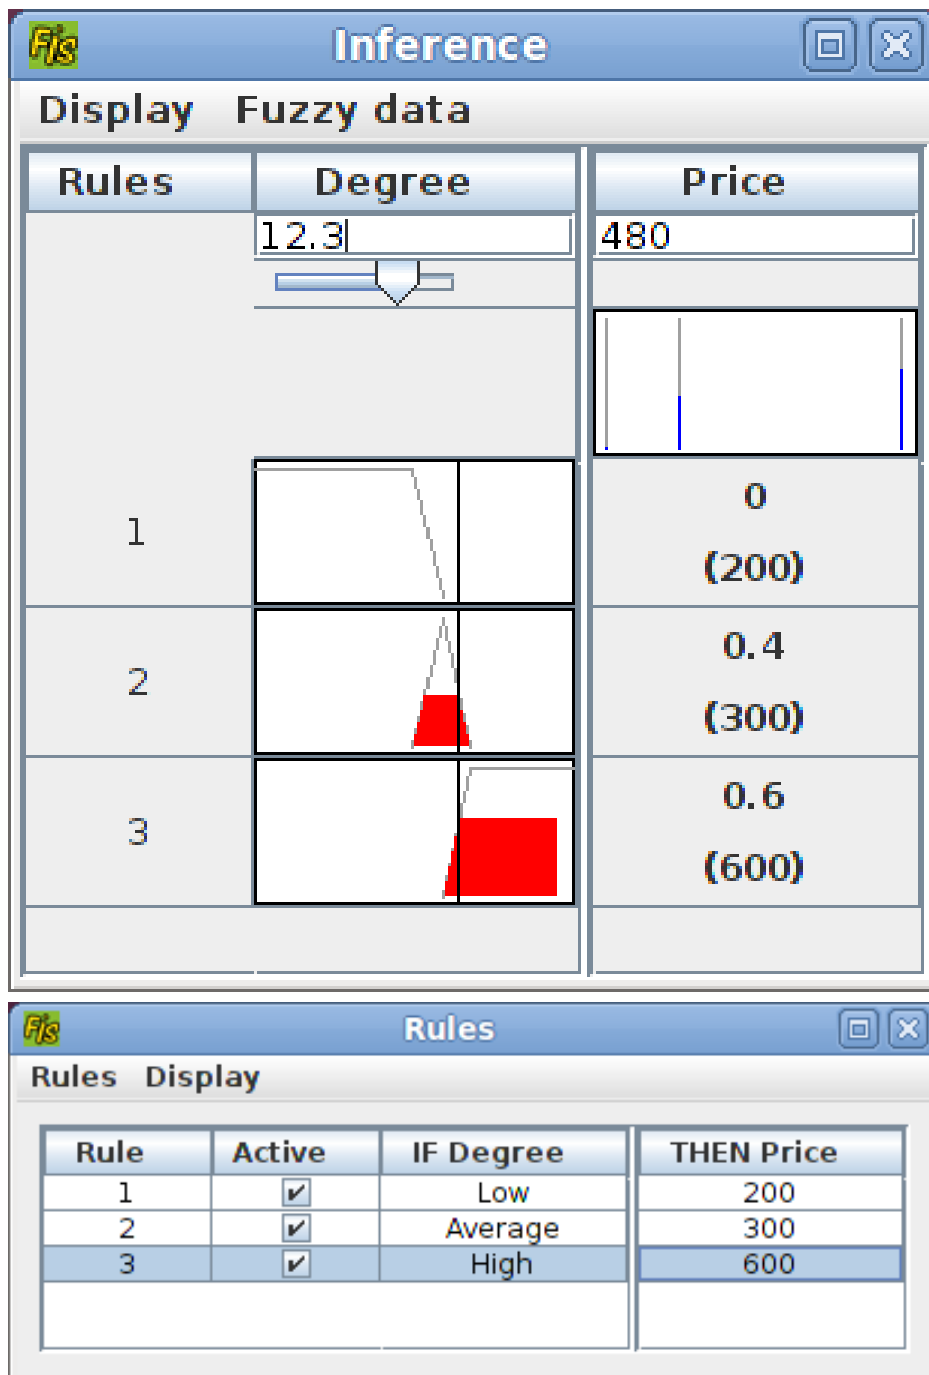 Fis Inference
Display Fuzzy data
Rules Degree Price
12.3 480
1 0
(200)
2 0.4
(300)
3 0.6
(600)
Fis Rules
Rules Display
Rule Active IF Degree THEN Price
1 Low 200
2 Average 300
3 High 600